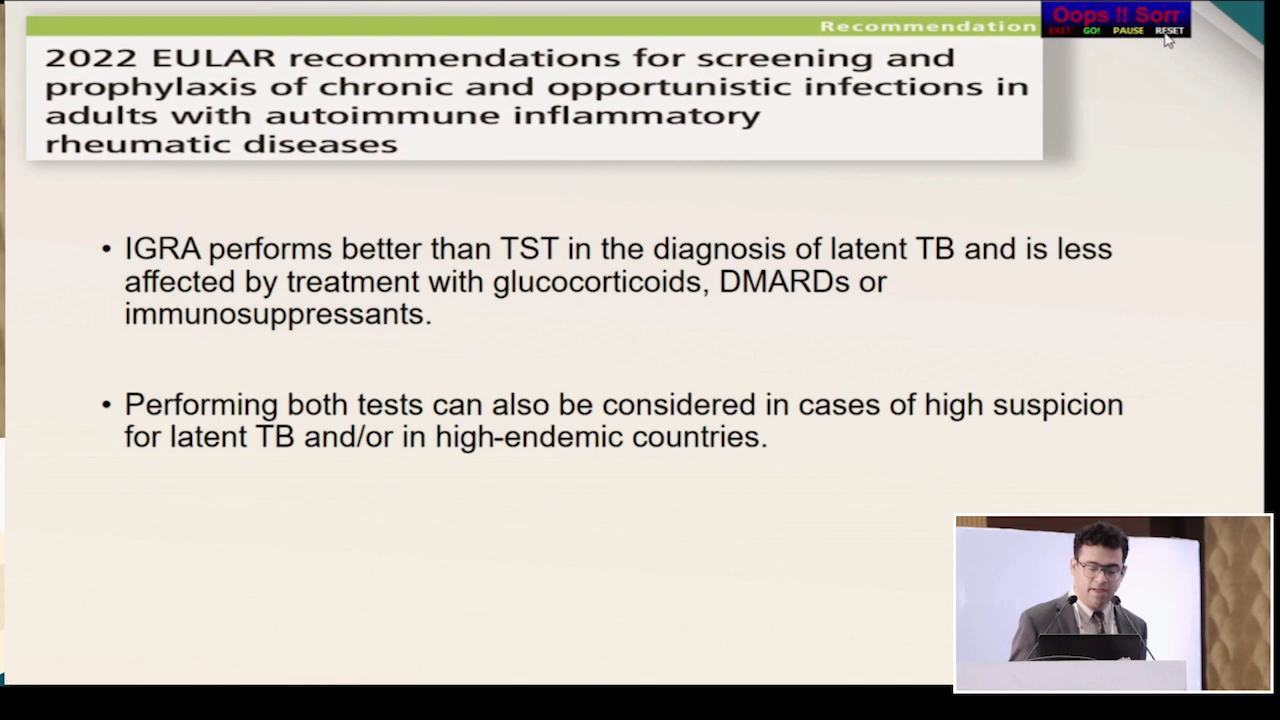 Recommendation
Oops !! Sorr
EXIT GO! PAUSE RESET
2022 EULAR recommendations for screening and
prophylaxis of chronic and opportunistic infections in
adults with autoimmune inflammatory
rheumatic diseases
• IGRA performs better than TST in the diagnosis of latent TB and is less
affected by treatment with glucocorticoids, DMARDs or
immunosuppressants.
• Performing both tests can also be considered in cases of high suspicion
for latent TB and/or in high-endemic countries.